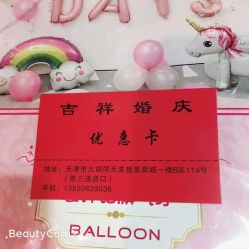 DAYS
吉祥婚庆
优惠卡
地址：天津市大胡同天奕批发商城一楼B区114号
（第三通道口）
手机：13820629036
BALLOON
BeautyCam